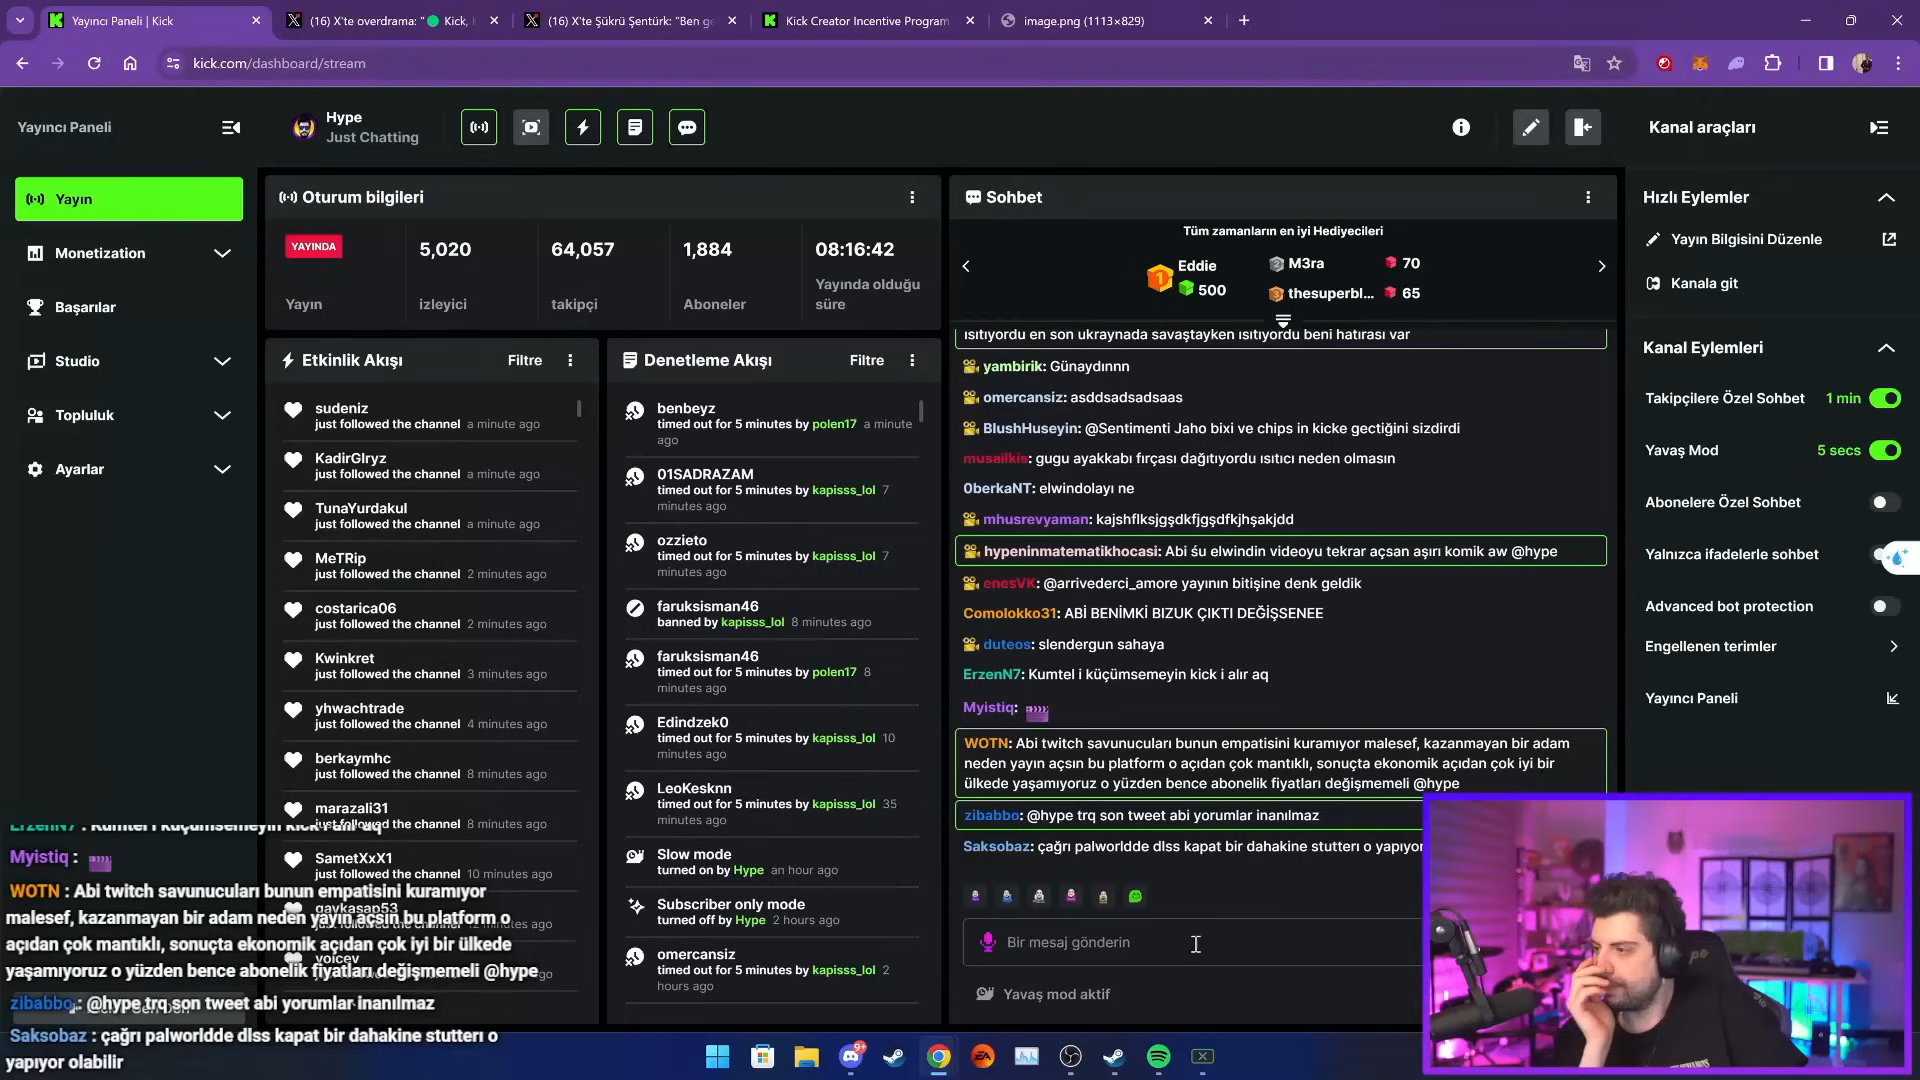 Yayıncı Paneli | Kick
(16) X'te overdrama: "🟢 Kick,
(16) X'te Şükrü Şentürk: "Ben ge
Kick Creator Incentive Program
image.png (1113×829)
kick.com/dashboard/stream
Yayıncı Paneli
Hype
Just Chatting
Kanal araçları
Yayın
Monetization
Başarılar
Studio
Topluluk
Ayarlar
Oturum bilgileri
YAYINDA
Yayın
5,020
izleyici
64,057
takipçi
1,884
Aboneler
08:16:42
Yayında olduğu
süre
Etkinlik Akışı
Filtre
sudeniz
just followed the channel a minute ago
KadirGlryz
just followed the channel a minute ago
TunaYurdakul
just followed the channel a minute ago
MeTRip
just followed the channel 2 minutes ago
costarica06
just followed the channel 2 minutes ago
Kwinkret
just followed the channel 3 minutes ago
yhwachtrade
just followed the channel 4 minutes ago
berkaymhc
just followed the channel 8 minutes ago
marazali31
just followed the channel 8 minutes ago
SametXxX1
just followed the channel 10 minutes ago
gavkasap53
voicev
Denetleme Akışı
Filtre
benbeyz
timed out for 5 minutes by polen17 a minute
ago
01SADRAZAM
timed out for 5 minutes by kapisss_lol 7
minutes ago
ozzieto
timed out for 5 minutes by kapisss_lol 7
minutes ago
faruksisman46
banned by kapisss_lol 8 minutes ago
faruksisman46
timed out for 5 minutes by polen17 8
minutes ago
Edindzek0
timed out for 5 minutes by kapisss_lol 10
minutes ago
LeoKesknn
timed out for 5 minutes by kapisss_lol 35
minutes ago
Slow mode
turned on by Hype an hour ago
Subscriber only mode
turned off by Hype 2 hours ago
omercansiz
timed out for 5 minutes by kapisss_lol 2
hours ago
Sohbet
Tüm zamanların en iyi Hediyecileri
1 Eddie
500
2 M3ra 70
3 thesuperbl... 65
ısıtıyordu en son ukraynada savaştayken ısıtıyordu beni hatırası var
yambirik: Günaydınnn
omercansiz: asddsadsadsaas
BlushHuseyin: @Sentimenti Jaho bixi ve chips in kicke gectiğini sizdirdi
musailkis: gugu ayakkabı fırçası dağıtıyordu ısıtıcı neden olmasın
0berkaNT: elwindolayı ne
mhusrevyaman: kajshflksjgşdkfjgşdfkjhşakjdd
hypeninmatematikhocasi: Abi śu elwindin videoyu tekrar açsan aşırı komik aw @hype
enesVK: @arrivederci_amore yayının bitişine denk geldik
Comolokko31: ABİ BENİMKİ BIZUK ÇIKTI DEĞİŞSENEE
duteos: slendergun sahaya
ErzenN7: Kumtel i küçümsemeyin kick i alır aq
Myistiq:
WOTN: Abi twitch savunucuları bunun empatisini kuramıyor malesef, kazanmayan bir adam
neden yayın açsın bu platform o açıdan çok mantıklı, sonuçta ekonomik açıdan çok iyi bir
ülkede yaşamıyoruz o yüzden bence abonelik fiyatları değişmemeli @hype
zibabbo: @hype trq son tweet abi yorumlar inanılmaz
Saksobaz: çağrı palworldde dlss kapat bir dahakine stutterı o yapıyor
Bir mesaj gönderin
Yavaş mod aktif
Hızlı Eylemler
Yayın Bilgisini Düzenle
Kanala git
Kanal Eylemleri
Takipçilere Özel Sohbet 1 min
Yavaş Mod 5 secs
Abonelere Özel Sohbet
Yalnızca ifadelerle sohbet
Advanced bot protection
Engellenen terimler
Yayıncı Paneli
ErzenN7 : Kumtel i küçümsemeyin kick i alır aq
Myistiq :
WOTN : Abi twitch savunucuları bunun empatisini kuramıyor
malesef, kazanmayan bir adam neden yayın açsın bu platform o
açıdan çok mantıklı, sonuçta ekonomik açıdan çok iyi bir ülkede
yaşamıyoruz o yüzden bence abonelik fiyatları değişmemeli @hype
zibabbo : @hype trq son tweet abi yorumlar inanılmaz
Saksobaz : çağrı palworldde dlss kapat bir dahakine stutterı o
yapıyor olabilir
9+